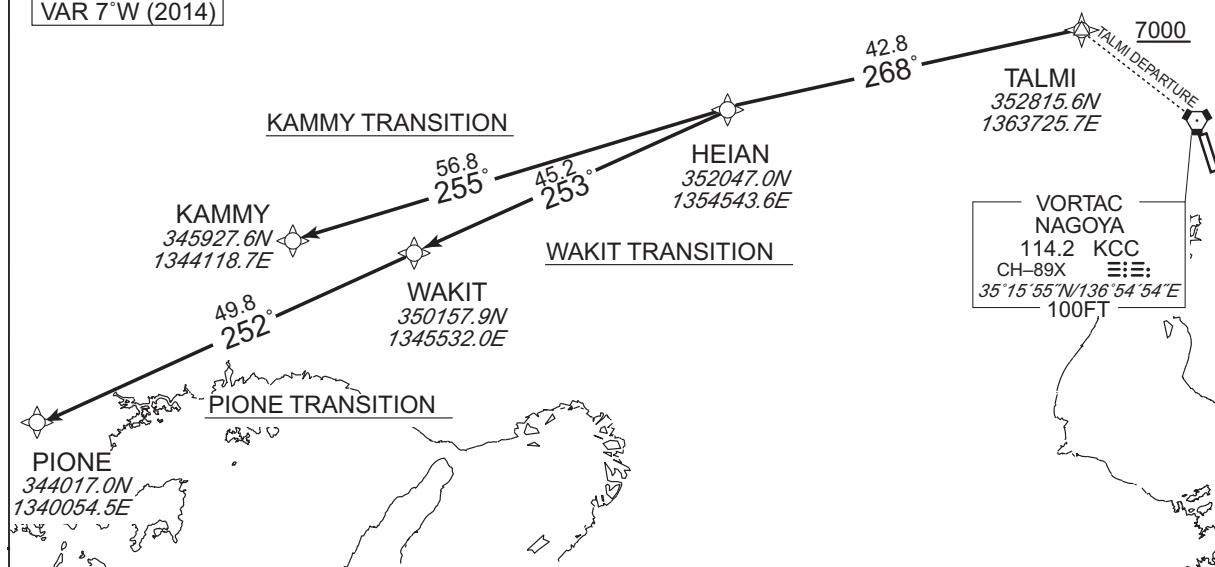 VAR 7°W (2014)
7000
TALMI DEPARTURE
42.8
268°
TALMI
352815.6N
1363725.7E
KAMMY TRANSITION
HEIAN
352047.0N
1354543.6E
56.8
255°
45.2
253°
KAMMY
345927.6N
1344118.7E
WAKIT TRANSITION
VORTAC
NAGOYA
114.2 KCC
CH–89X
35°15′55″N/136°54′54″E
100FT
WAKIT
350157.9N
1345532.0E
49.8
252°
PIONE TRANSITION
PIONE
344017.0N
1340054.5E